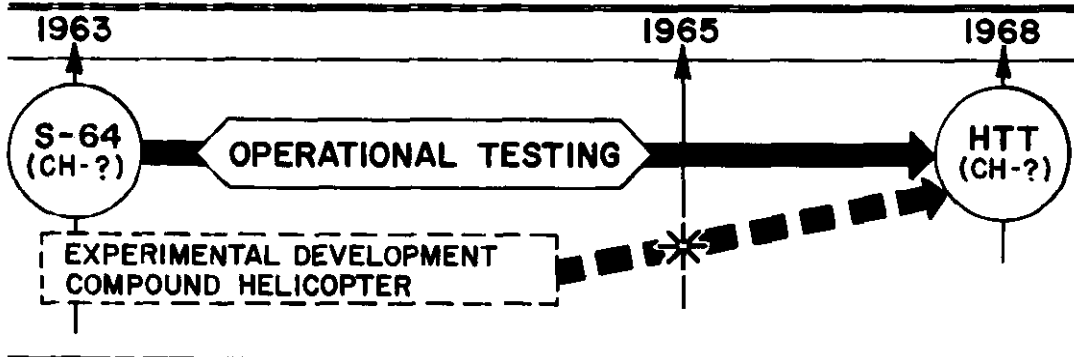 1963 1965 1968
S-64
(CH-?)
OPERATIONAL TESTING
HTT
(CH-?)
EXPERIMENTAL DEVELOPMENT
COMPOUND HELICOPTER